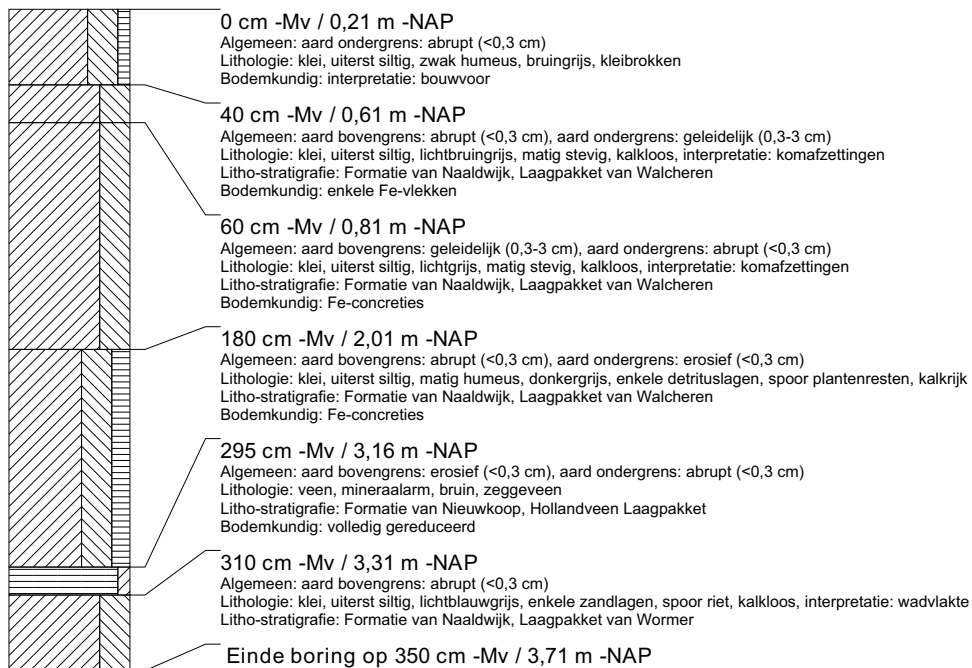 0 cm -Mv / 0,21 m -NAP
Algemeen: aard ondergrens: abrupt (<0,3 cm)
Lithologie: klei, uiterst siltig, zwak humeus, bruingrijs, kleibrokken
Bodemkundig: interpretatie: bouwvoor
40 cm -Mv / 0,61 m -NAP
Algemeen: aard bovengrens: abrupt (<0,3 cm), aard ondergrens: geleidelijk (0,3-3 cm)
Lithologie: klei, uiterst siltig, lichtbruingrijs, matig stevig, kalkloos, interpretatie: komafzettingen
Litho-stratigrafie: Formatie van Naaldwijk, Laagpakket van Walcheren
Bodemkundig: enkele Fe-vlekken
60 cm -Mv / 0,81 m -NAP
Algemeen: aard bovengrens: geleidelijk (0,3-3 cm), aard ondergrens: abrupt (<0,3 cm)
Lithologie: klei, uiterst siltig, lichtgrijs, matig stevig, kalkloos, interpretatie: komafzettingen
Litho-stratigrafie: Formatie van Naaldwijk, Laagpakket van Walcheren
Bodemkundig: Fe-concreties
180 cm -Mv / 2,01 m -NAP
Algemeen: aard bovengrens: abrupt (<0,3 cm), aard ondergrens: erosief (<0,3 cm)
Lithologie: klei, uiterst siltig, matig humeus, donkergrijs, enkele detrituslagen, spoor plantenresten, kalkrijk
Litho-stratigrafie: Formatie van Naaldwijk, Laagpakket van Walcheren
Bodemkundig: Fe-concreties
295 cm -Mv / 3,16 m -NAP
Algemeen: aard bovengrens: erosief (<0,3 cm), aard ondergrens: abrupt (<0,3 cm)
Lithologie: veen, mineraalarm, bruin, zeggeveen
Litho-stratigrafie: Formatie van Nieuwkoop, Hollandveen Laagpakket
Bodemkundig: volledig gereduceerd
310 cm -Mv / 3,31 m -NAP
Algemeen: aard bovengrens: abrupt (<0,3 cm)
Lithologie: klei, uiterst siltig, lichtblauwgrijs, enkele zandlagen, spoor riet, kalkloos, interpretatie: wadvlakte
Litho-stratigrafie: Formatie van Naaldwijk, Laagpakket van Wormer
Einde boring op 350 cm -Mv / 3,71 m -NAP